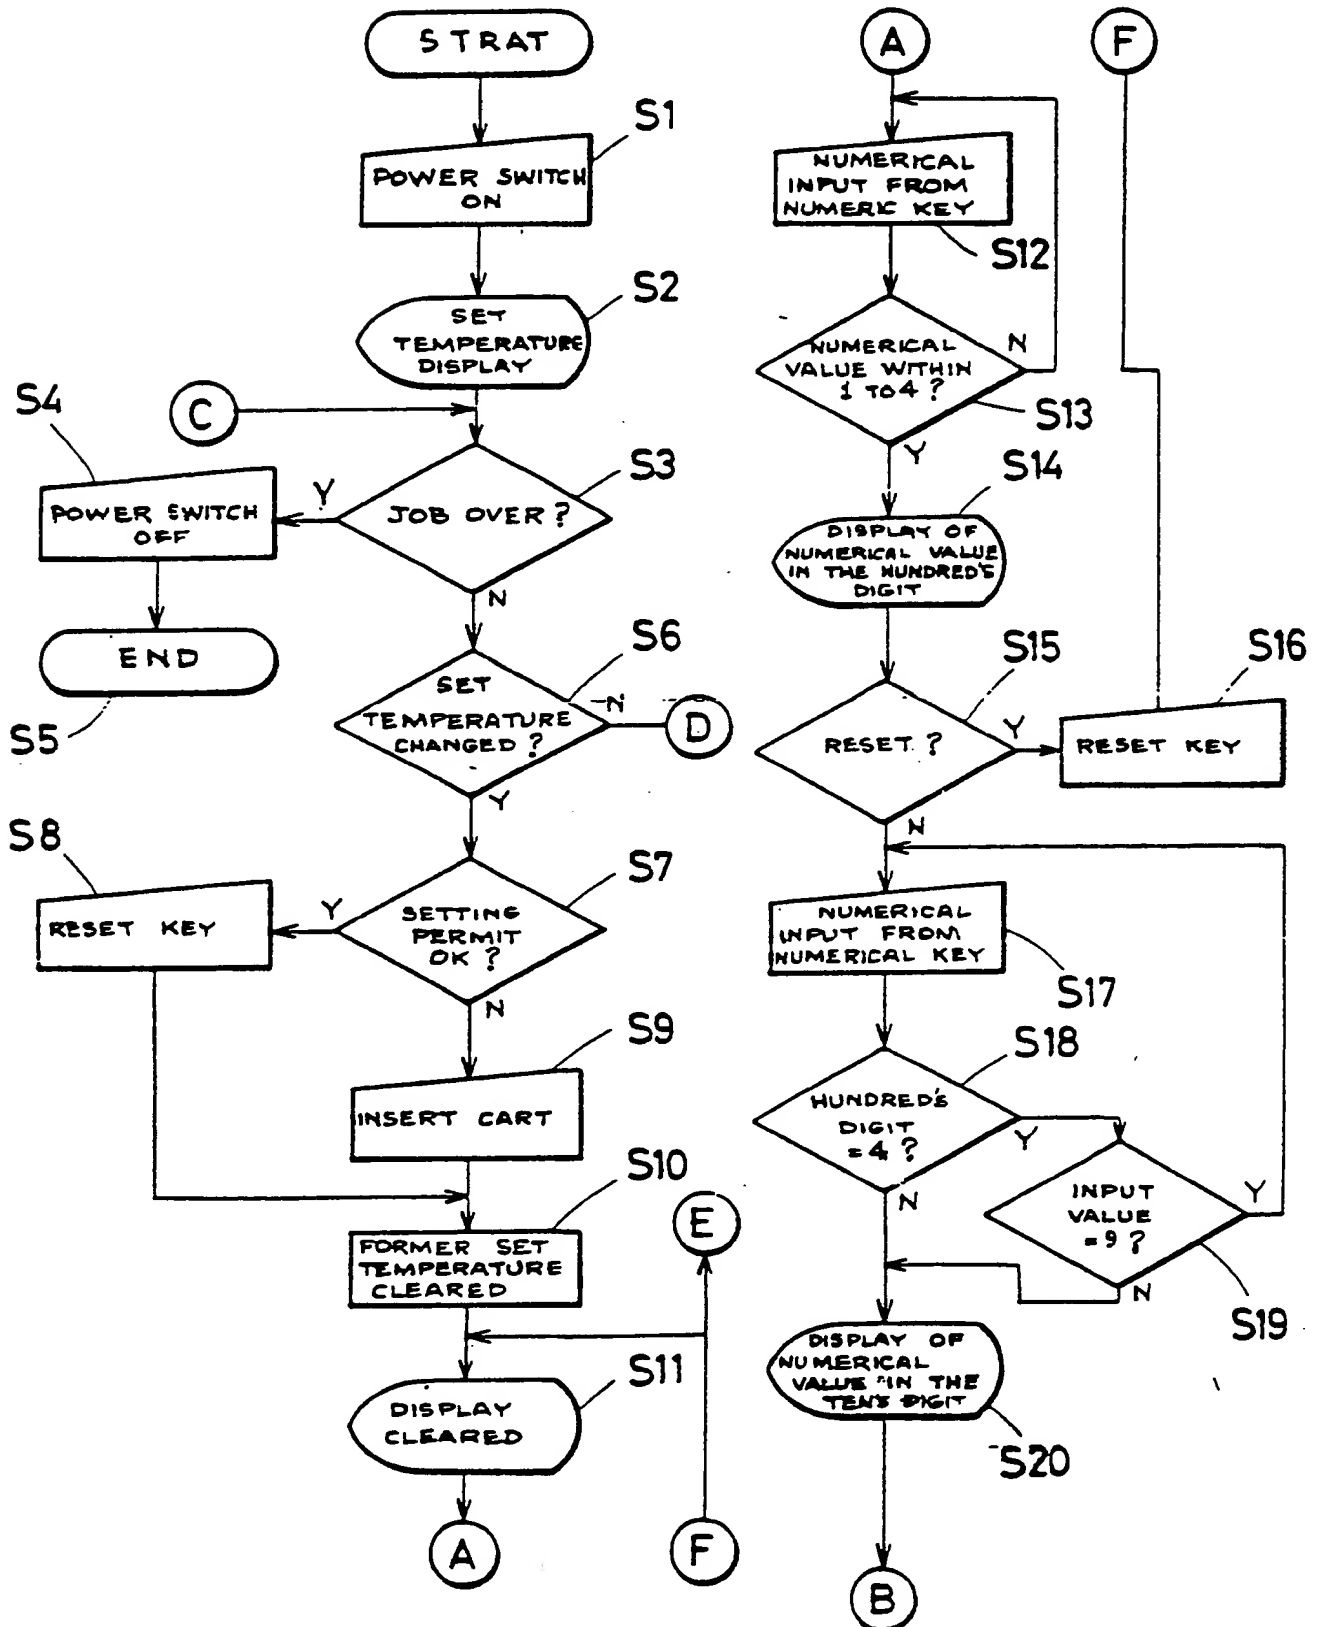 STRAT
S1
POWER SWITCH
ON
S2
SET
TEMPERATURE
DISPLAY
C
S4
POWER SWITCH
OFF
Y
S3
JOB OVER?
N
END
S5
S6
SET
TEMPERATURE
CHANGED?
N
D
Y
S8
RESET KEY
Y
S7
SETTING
PERMIT
OK?
N
S9
INSERT CART
S10
FORMER SET
TEMPERATURE
CLEARED
E
S11
DISPLAY
CLEARED
A
F
A
F
NUMERICAL
INPUT FROM
NUMERIC KEY
S12
NUMERICAL
VALUE WITHIN
1 TO 4?
N
S13
Y
S14
DISPLAY OF
NUMERICAL VALUE
IN THE HUNDRED'S
DIGIT
S15
RESET?
Y
S16
RESET KEY
N
NUMERICAL
INPUT FROM
NUMERICAL KEY
S17
S18
HUNDRED'S
DIGIT
=4?
Y
N
INPUT
VALUE
=9?
Y
N
S19
DISPLAY OF
NUMERICAL
VALUE IN THE
TEN'S DIGIT
S20
B